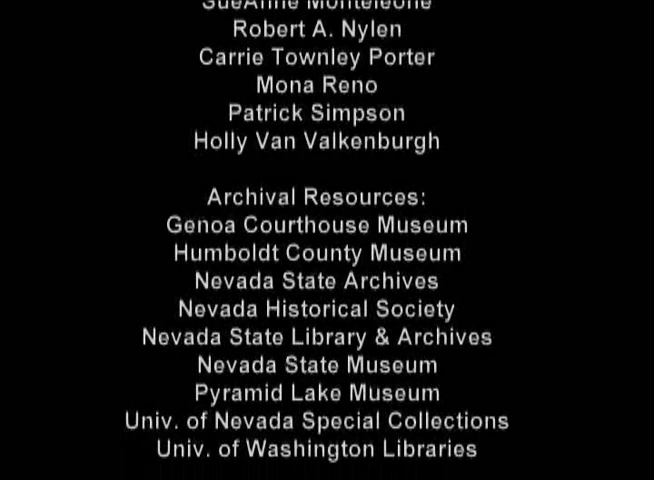 SueAnne Monteleone
Robert A. Nylen
Carrie Townley Porter
Mona Reno
Patrick Simpson
Holly Van Valkenburgh
Archival Resources:
Genoa Courthouse Museum
Humboldt County Museum
Nevada State Archives
Nevada Historical Society
Nevada State Library & Archives
Nevada State Museum
Pyramid Lake Museum
Univ. of Nevada Special Collections
Univ. of Washington Libraries